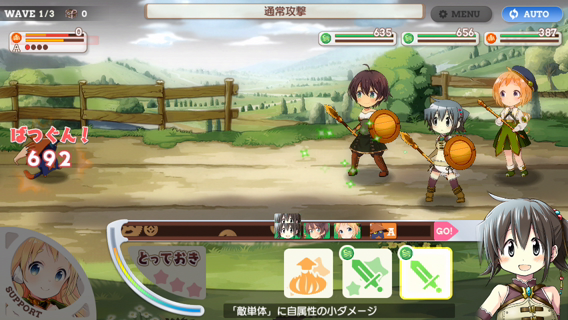 WAVE 1/3 0
通常攻撃
MENU
AUTO
0
A
635
656
387
ばつぐん!
692
GO!
とっておき
SUPPORT
「敵単体」に自属性の小ダメージ